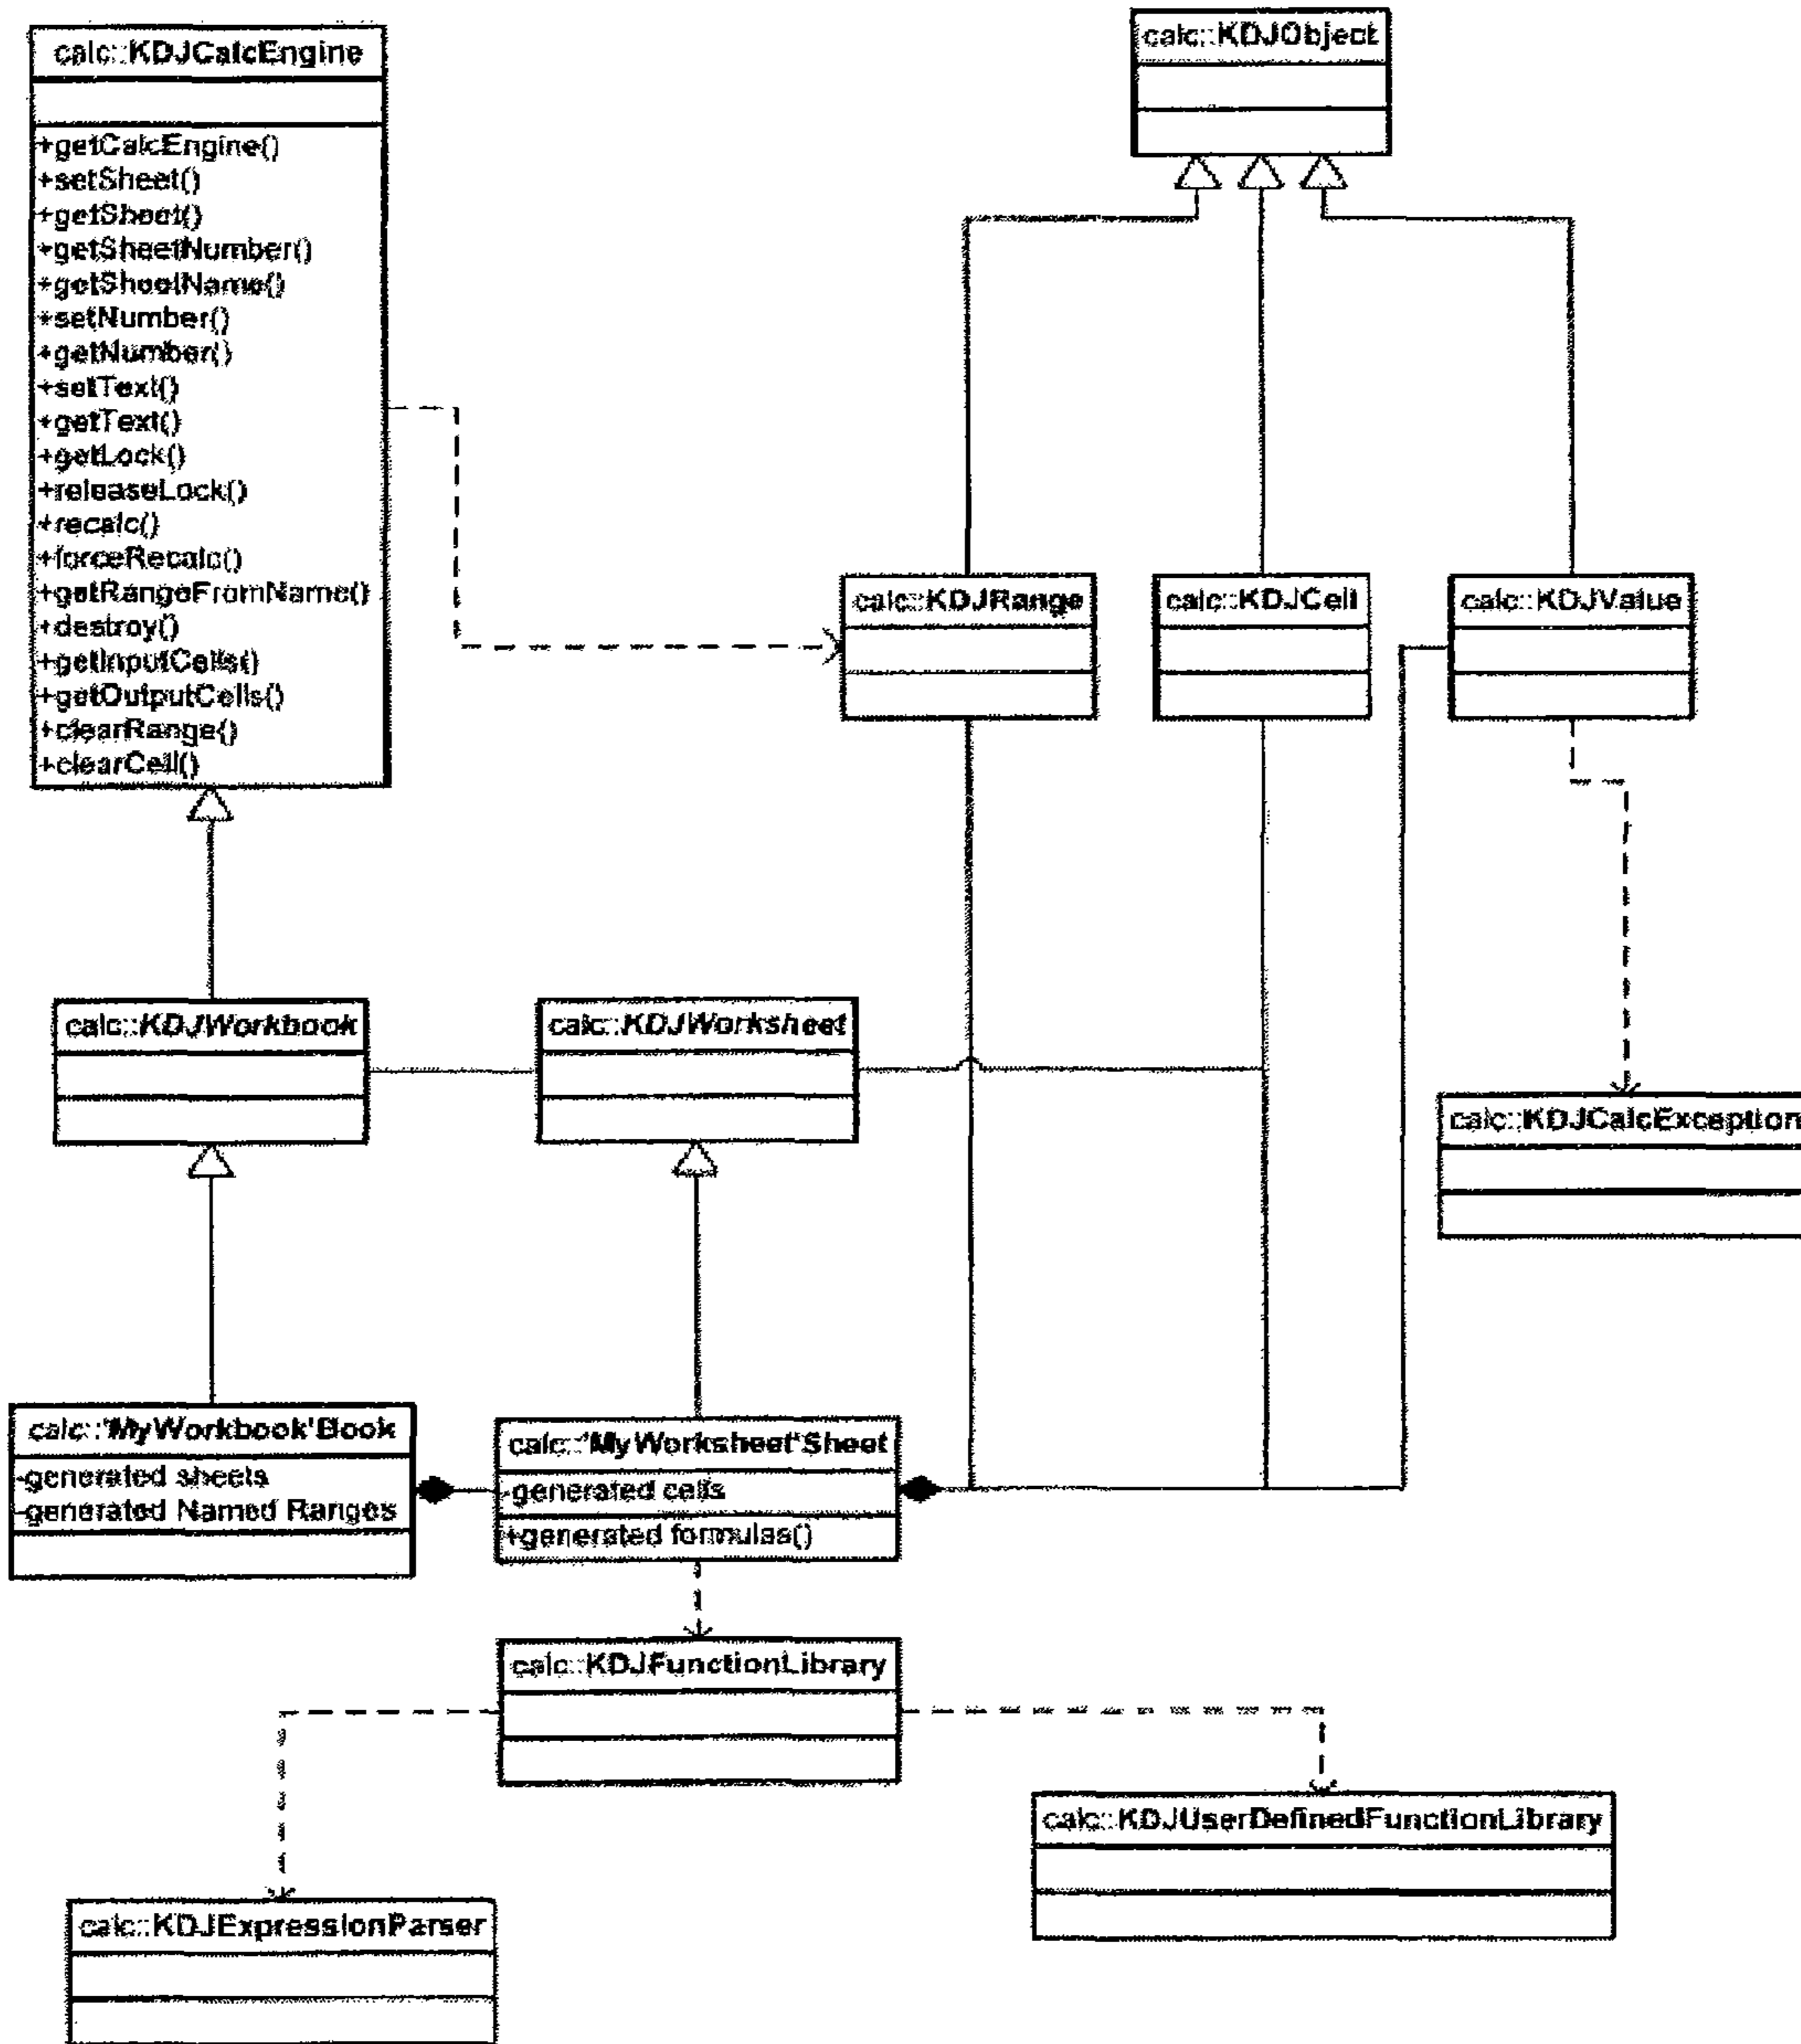 calc::KDJCalcEngine
+getCalcEngine()
+setSheet()
+getSheet()
+getSheetNumber()
+getSheetName()
+setNumber()
+getNumber()
+setText()
+getText()
+getLock()
+releaseLock()
+recalc()
+forceRecalc()
+getRangeFromName()
+destroy()
+getInputCells()
+getOutputCells()
+clearRange()
+clearCell()
calc::KDJObject
calc::KDJRange
calc::KDJCell
calc::KDJValue
calc::KDJWorkbook
calc::KDJWorksheet
calc::KDJCalcException
calc::'MyWorkbook'Book
-generated sheets
-generated Named Ranges
calc::'MyWorksheet'Sheet
-generated cells
+generated formulas()
calc::KDJFunctionLibrary
calc::KDJUserDefinedFunctionLibrary
calc::KDJExpressionParser